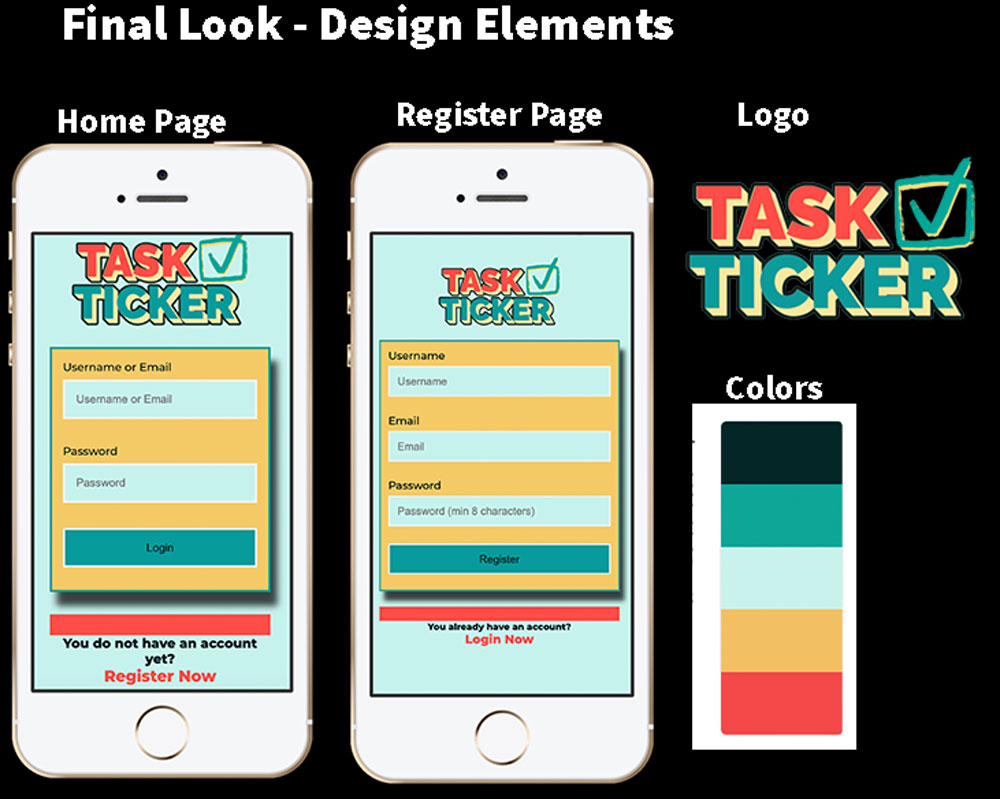 Final Look - Design Elements
Home Page
Register Page
Logo
TASK
TICKER
Username or Email
Username or Email
Password
Password
Login
You do not have an account
yet?
Register Now
TASK
TICKER
Username
Username
Email
Email
Password
Password (min 8 characters)
Register
You already have an account?
Login Now
TASK
TICKER
Colors